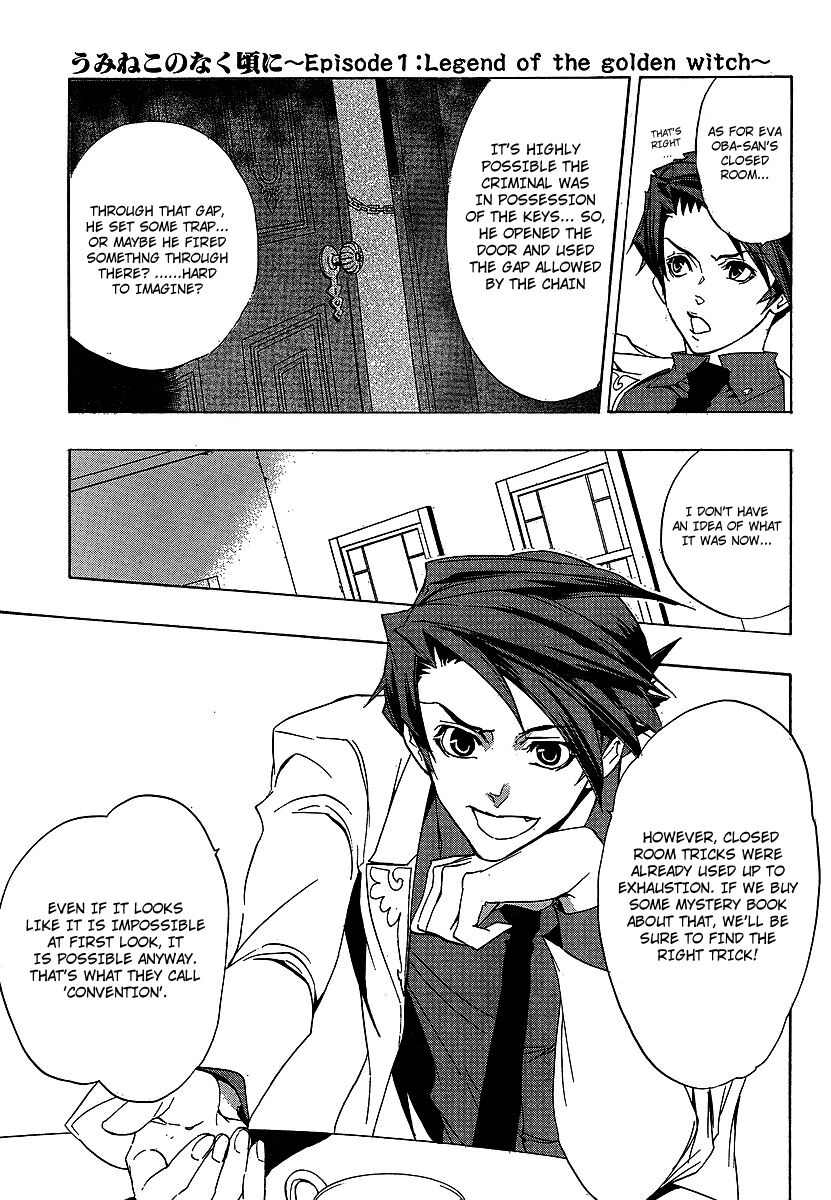 うみねこのなく頃に〜Episode1:Legend of the golden witch〜
AS FOR EVA
OBA-SAN'S
CLOSED
ROOM...
THAT'S
RIGHT
...
IT'S HIGHLY
POSSIBLE THE
CRIMINAL WAS
IN POSSESSION
OF THE KEYS... SO,
HE OPENED THE
DOOR AND USED
THE GAP ALLOWED
BY THE CHAIN
THROUGH THAT GAP,
HE SET SOME TRAP...
OR MAYBE HE FIRED
SOMETHNG THROUGH
THERE? ......HARD
TO IMAGINE?
I DON'T HAVE
AN IDEA OF WHAT
IT WAS NOW...
HOWEVER, CLOSED
ROOM TRICKS WERE
ALREADY USED UP TO
EXHAUSTION. IF WE BUY
SOME MYSTERY BOOK
ABOUT THAT, WE'LL BE
SURE TO FIND THE
RIGHT TRICK!
EVEN IF IT LOOKS
LIKE IT IS IMPOSSIBLE
AT FIRST LOOK, IT
IS POSSIBLE ANYWAY.
THAT'S WHAT THEY CALL
'CONVENTION'.